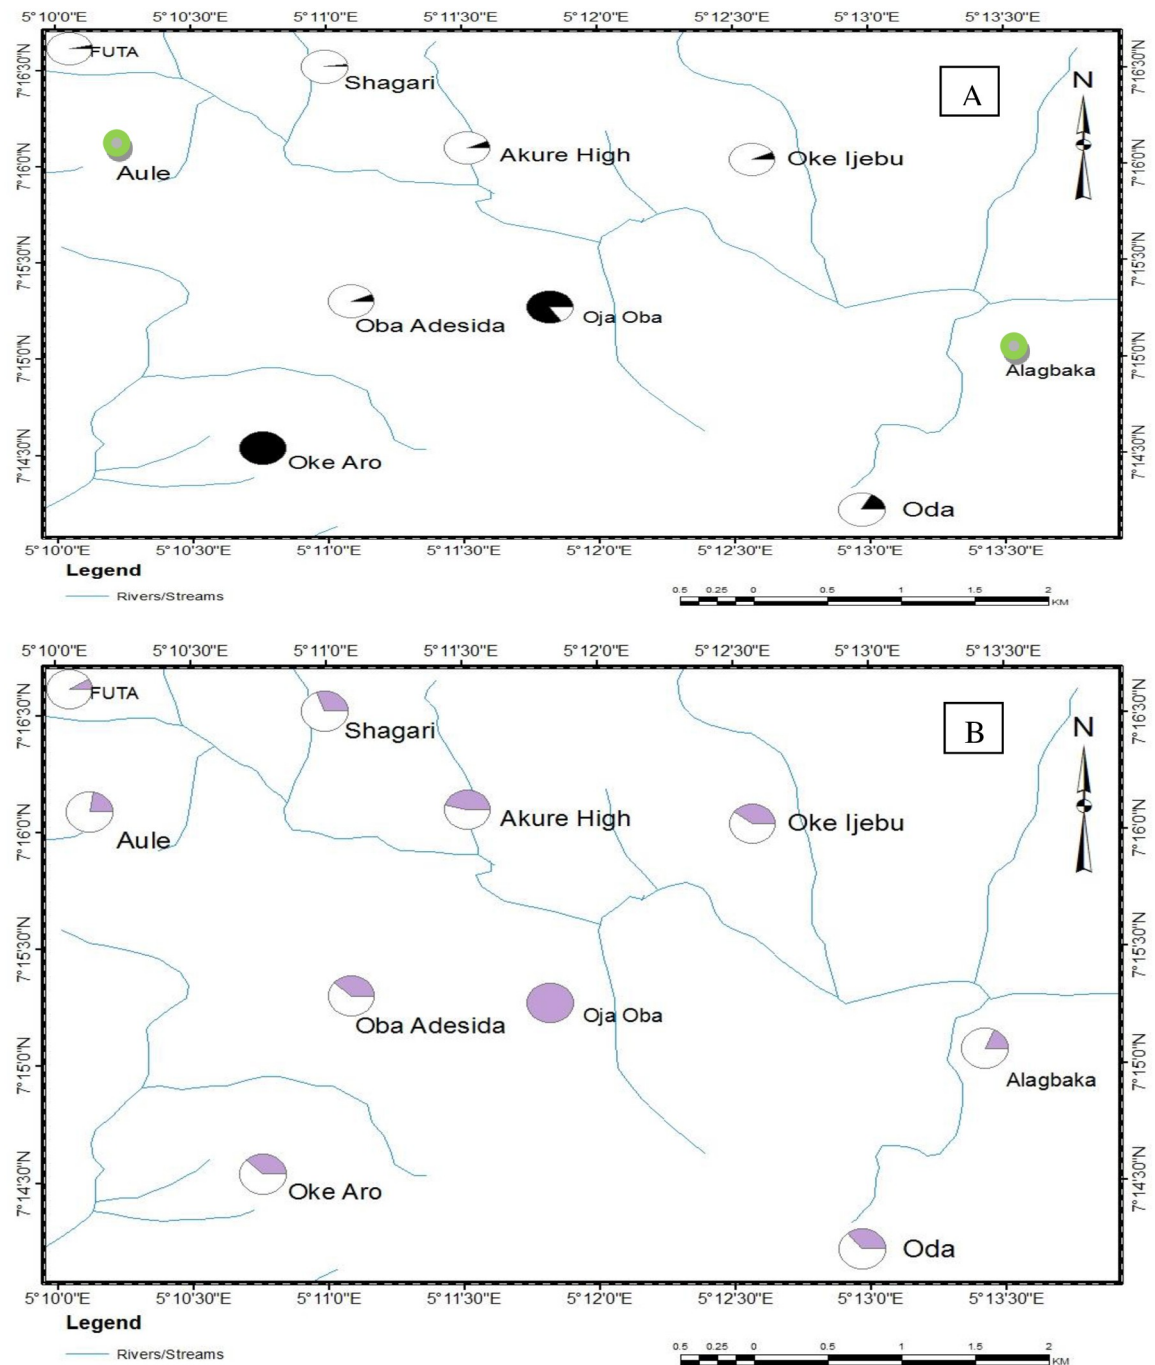 5°10'0"E 5°10'30"E 5°11'0"E 5°11'30"E 5°12'0"E 5°12'30"E 5°13'0"E 5°13'30"E
7°16'30"N
7°16'0"N
7°15'30"N
7°15'0"N
7°14'30"N
FUTA
Shagari
A
N
Akure High
Oke Ijebu
Aule
Oba Adesida
Oja Oba
Alagbaka
Oke Aro
Oda
7°16'30"N
7°16'0"N
7°15'30"N
7°15'0"N
7°14'30"N
5°10'0"E 5°10'30"E 5°11'0"E 5°11'30"E 5°12'0"E 5°12'30"E 5°13'0"E 5°13'30"E
Legend
Rivers/Streams
0.5 0.25 0 0.5 1 1.5 2
KM
5°10'0"E 5°10'30"E 5°11'0"E 5°11'30"E 5°12'0"E 5°12'30"E 5°13'0"E 5°13'30"E
7°16'30"N
7°16'0"N
7°15'30"N
7°15'0"N
7°14'30"N
FUTA
Shagari
B
N
Akure High
Oke Ijebu
Aule
Oba Adesida
Oja Oba
Alagbaka
Oke Aro
Oda
7°16'30"N
7°16'0"N
7°15'30"N
7°15'0"N
7°14'30"N
5°10'0"E 5°10'30"E 5°11'0"E 5°11'30"E 5°12'0"E 5°12'30"E 5°13'0"E 5°13'30"E
Legend
Rivers/Streams
0.5 0.25 0 0.5 1 1.5 2
KM